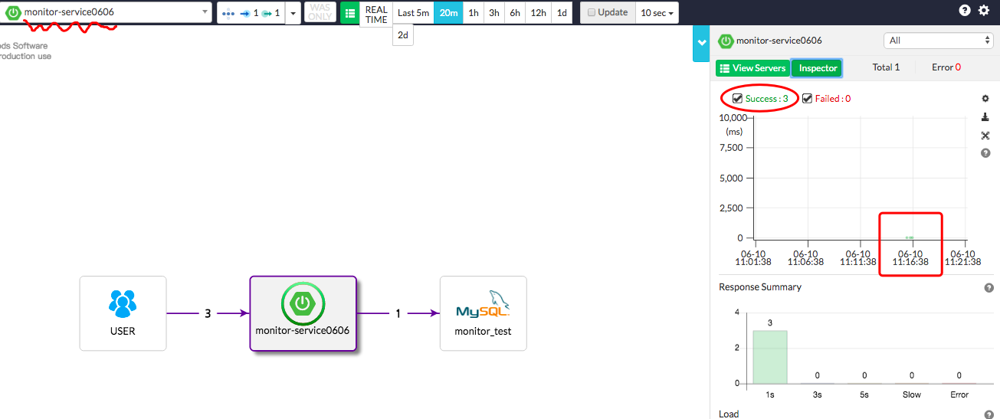 monitor-service0606
1
1
WAS
ONLY
REAL
TIME
Last 5m
20m
1h
3h
6h
12h
1d
2d
Update
10 sec
ods Software
roduction use
monitor-service0606
All
View Servers
Inspector
Total 1
Error 0
Success : 3
Failed : 0
10,000
(ms)
7,500
5,000
2,500
0
06-10
11:01:38
06-10
11:06:38
06-10
11:11:38
06-10
11:16:38
06-10
11:21:38
USER
3
monitor-service0606
1
MySQL
monitor_test
Response Summary
4
2
0
3
0
0
0
0
1s
3s
5s
Slow
Error
Load